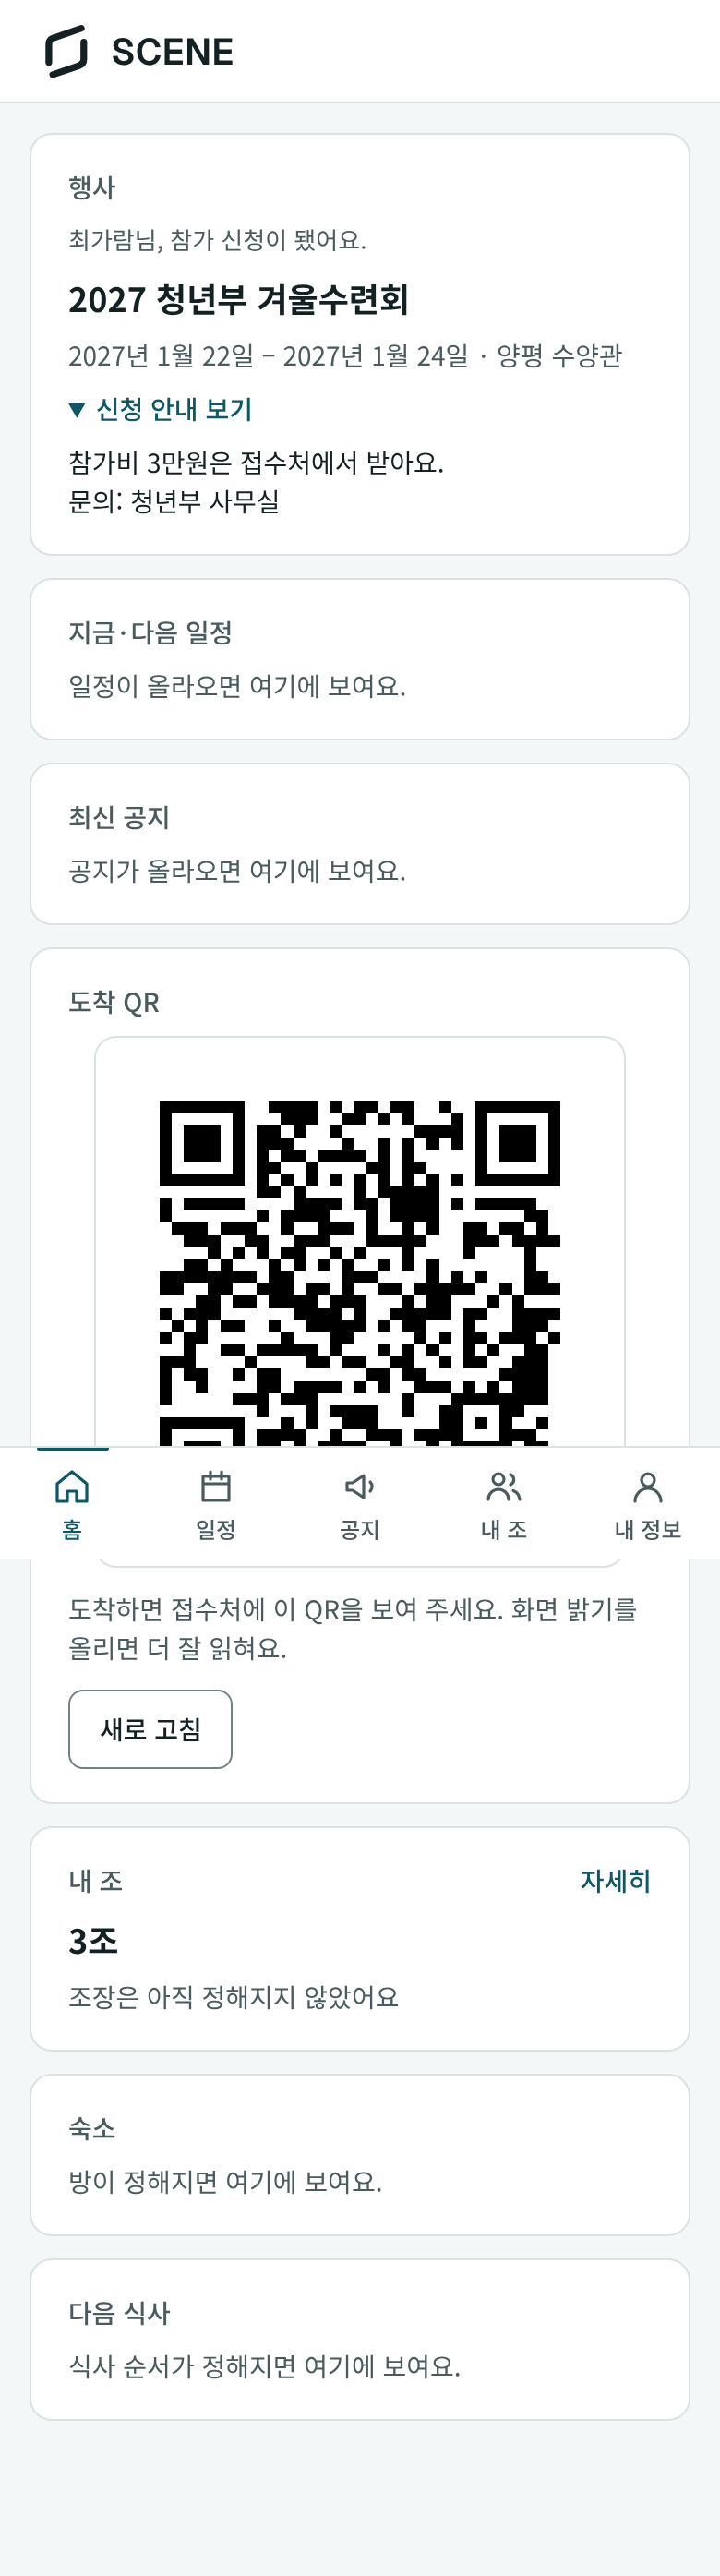 SCENE
행사
최가람님, 참가 신청이 됐어요.
2027 청년부 겨울수련회
2027년 1월 22일 – 2027년 1월 24일 · 양평 수양관
▼ 신청 안내 보기
참가비 3만원은 접수처에서 받아요.
문의: 청년부 사무실
지금·다음 일정
일정이 올라오면 여기에 보여요.
최신 공지
공지가 올라오면 여기에 보여요.
도착 QR
홈
일정
공지
내 조
내 정보
도착하면 접수처에 이 QR을 보여 주세요. 화면 밝기를
올리면 더 잘 읽혀요.
새로 고침
내 조
자세히
3조
조장은 아직 정해지지 않았어요
숙소
방이 정해지면 여기에 보여요.
다음 식사
식사 순서가 정해지면 여기에 보여요.